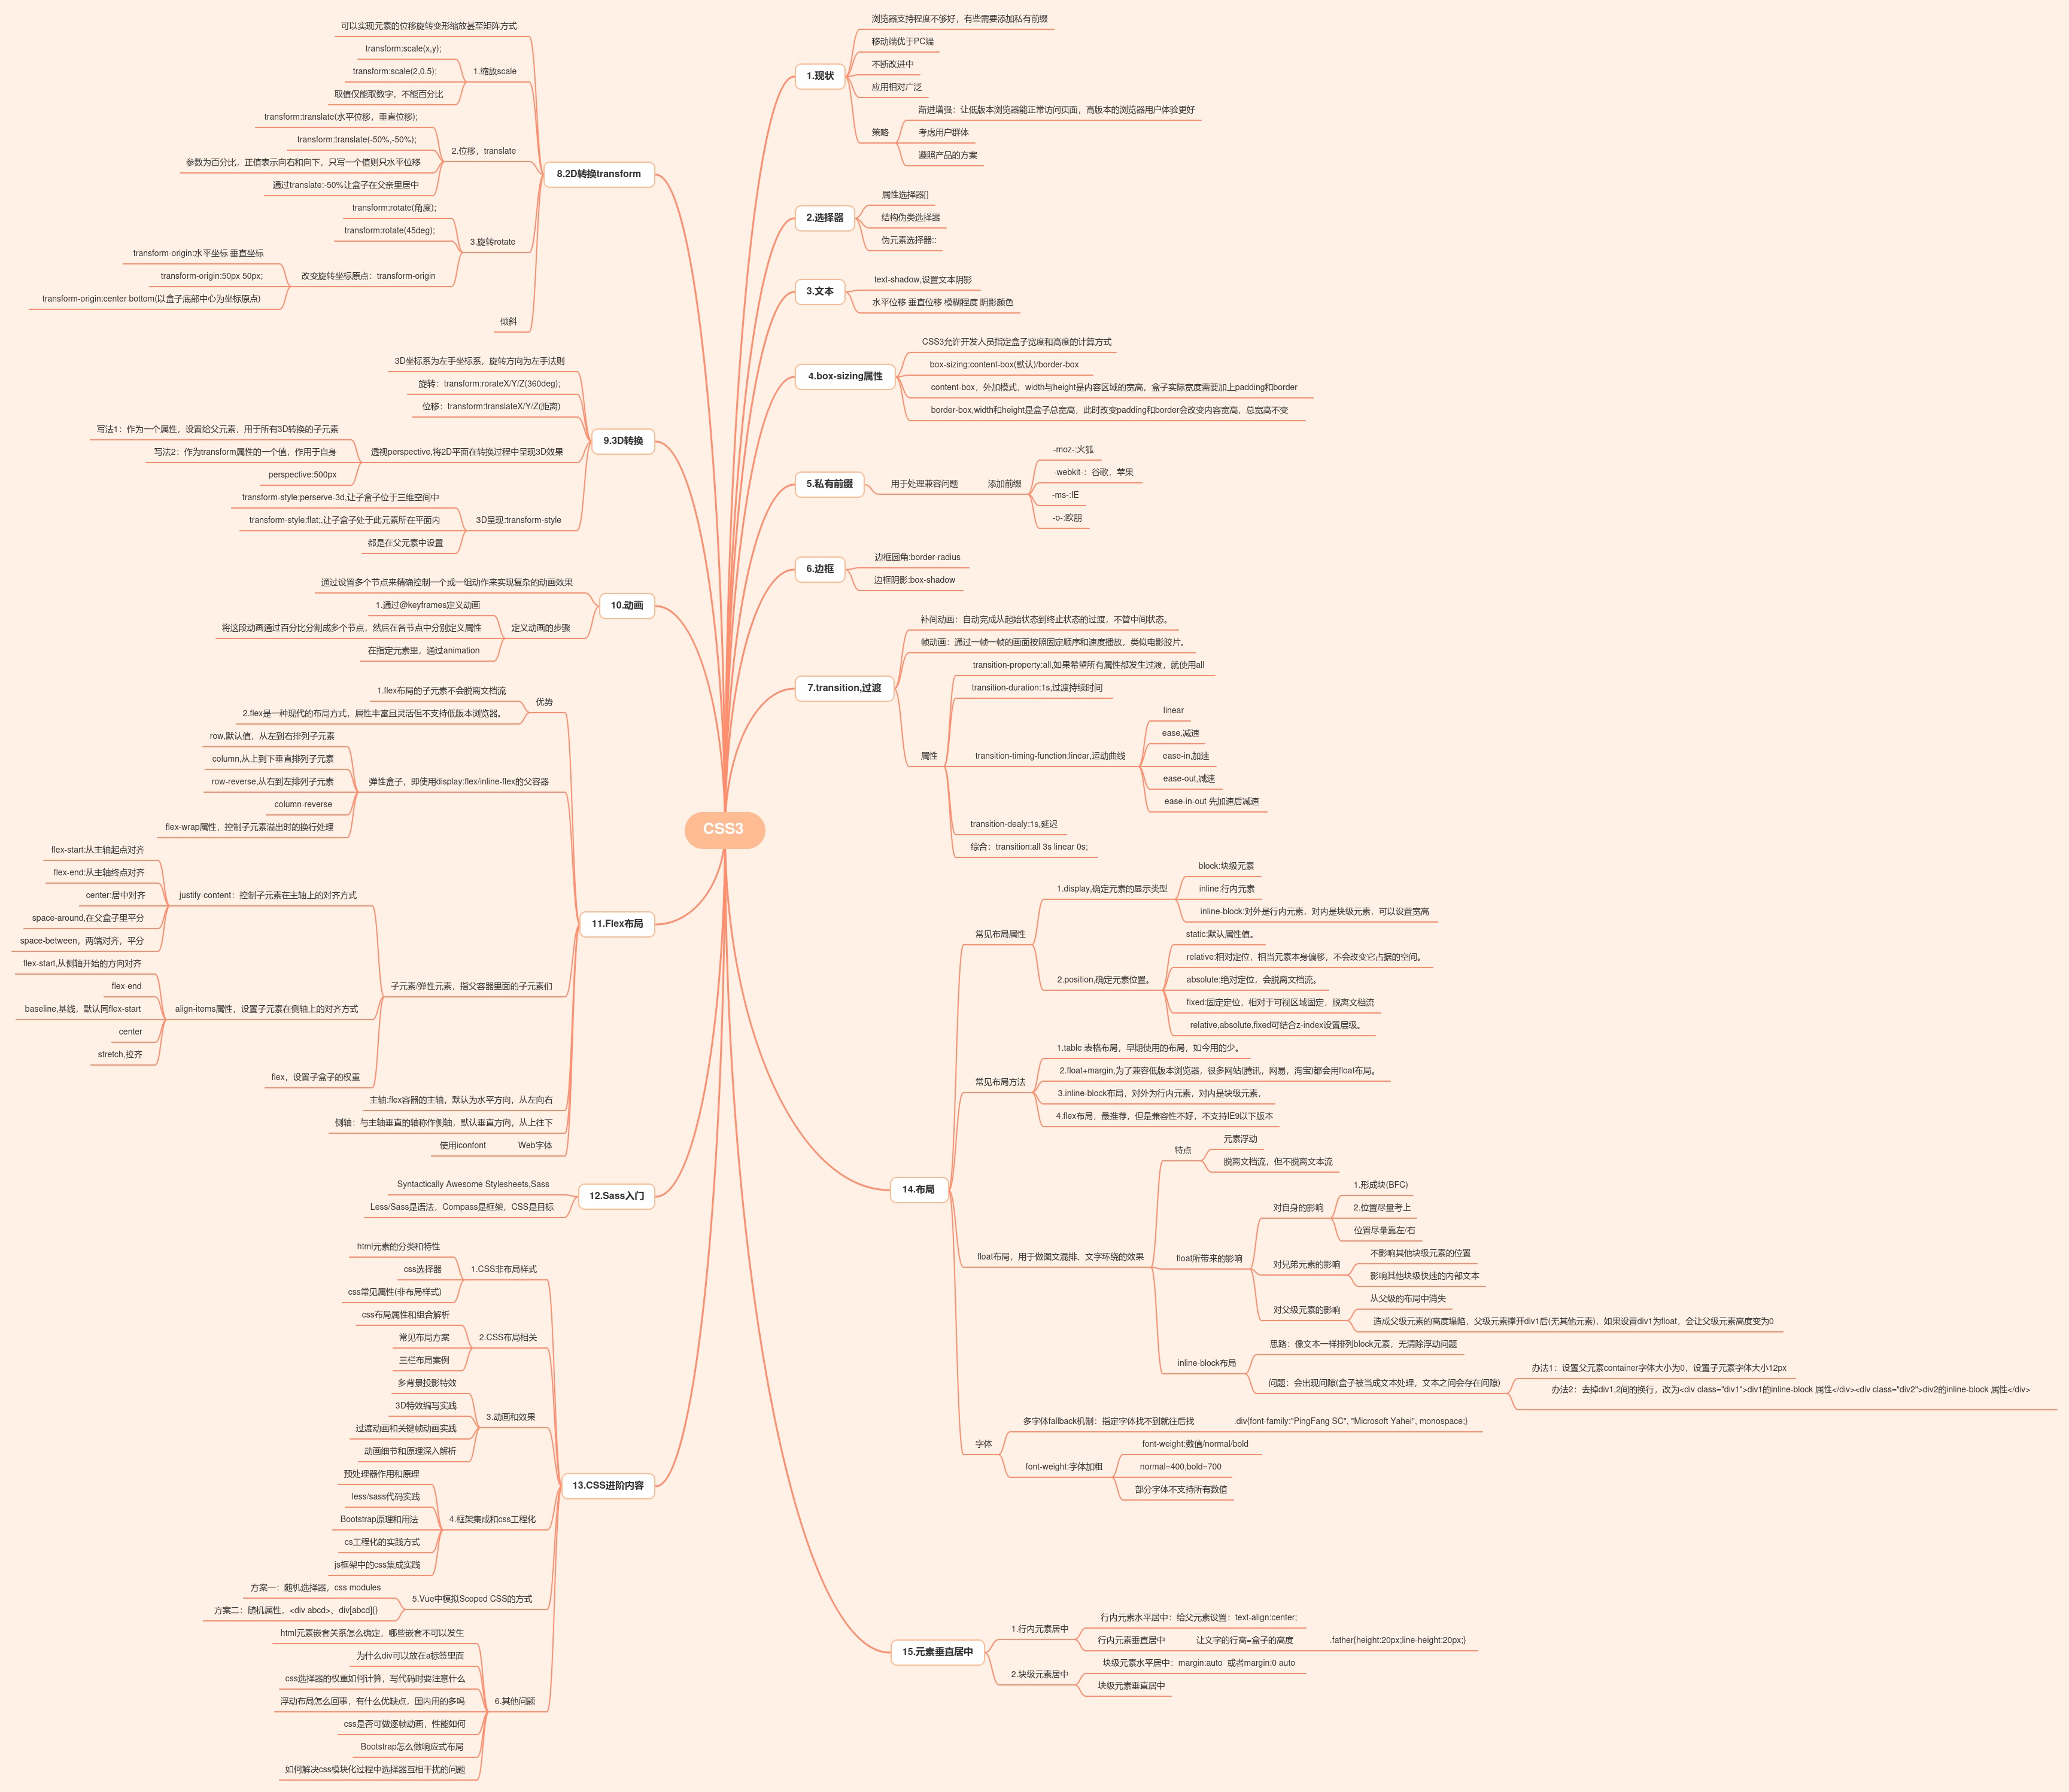 CSS3
1.现状
浏览器支持程度不够好，有些需要添加私有前缀
移动端优于PC端
不断改进中
应用相对广泛
策略
渐进增强：让低版本浏览器能正常访问页面，高版本的浏览器用户体验更好
考虑用户群体
遵照产品的方案
2.选择器
属性选择器[]
结构伪类选择器
伪元素选择器::
3.文本
text-shadow,设置文本阴影
水平位移 垂直位移 模糊程度 阴影颜色
4.box-sizing属性
CSS3允许开发人员指定盒子宽度和高度的计算方式
box-sizing:content-box(默认)/border-box
content-box，外加模式，width与height是内容区域的宽高，盒子实际宽度需要加上padding和border
border-box,width和height是盒子总宽高，此时改变padding和border会改变内容宽高，总宽高不变
5.私有前缀
用于处理兼容问题
添加前缀
-moz-:火狐
-webkit-：谷歌，苹果
-ms-:IE
-o-:欧朋
6.边框
边框圆角:border-radius
边框阴影:box-shadow
7.transition,过渡
补间动画：自动完成从起始状态到终止状态的过渡，不管中间状态。
帧动画：通过一帧一帧的画面按照固定顺序和速度播放，类似电影胶片。
属性
transition-property:all,如果希望所有属性都发生过渡，就使用all
transition-duration:1s,过渡持续时间
transition-timing-function:linear,运动曲线
linear
ease,减速
ease-in,加速
ease-out,减速
ease-in-out 先加速后减速
transition-dealy:1s,延迟
综合：transition:all 3s linear 0s;
8.2D转换transform
可以实现元素的位移旋转变形缩放甚至矩阵方式
1.缩放scale
transform:scale(x,y);
transform:scale(2,0.5);
取值仅能取数字，不能百分比
2.位移，translate
transform:translate(水平位移，垂直位移);
transform:translate(-50%,-50%);
参数为百分比，正值表示向右和向下，只写一个值则只水平位移
通过translate:-50%让盒子在父亲里居中
3.旋转rotate
transform:rotate(角度);
transform:rotate(45deg);
改变旋转坐标原点：transform-origin
transform-origin:水平坐标 垂直坐标
transform-origin:50px 50px;
transform-origin:center bottom(以盒子底部中心为坐标原点)
倾斜
9.3D转换
3D坐标系为左手坐标系，旋转方向为左手法则
旋转：transform:rorateX/Y/Z(360deg);
位移：transform:translateX/Y/Z(距离)
透视perspective,将2D平面在转换过程中呈现3D效果
写法1：作为一个属性，设置给父元素，用于所有3D转换的子元素
写法2：作为transform属性的一个值，作用于自身
perspective:500px
3D呈现:transform-style
transform-style:perserve-3d,让子盒子位于三维空间中
transform-style:flat;,让子盒子处于此元素所在平面内
都是在父元素中设置
10.动画
通过设置多个节点来精确控制一个或一组动作来实现复杂的动画效果
定义动画的步骤
1.通过@keyframes定义动画
将这段动画通过百分比分割成多个节点，然后在各节点中分别定义属性
在指定元素里，通过animation
11.Flex布局
优势
1.flex布局的子元素不会脱离文档流
2.flex是一种现代的布局方式，属性丰富且灵活但不支持低版本浏览器。
弹性盒子，即使用display:flex/inline-flex的父容器
row,默认值，从左到右排列子元素
column,从上到下垂直排列子元素
row-reverse,从右到左排列子元素
column-reverse
flex-wrap属性，控制子元素溢出时的换行处理
子元素/弹性元素，指父容器里面的子元素们
justify-content：控制子元素在主轴上的对齐方式
flex-start:从主轴起点对齐
flex-end:从主轴终点对齐
center:居中对齐
space-around,在父盒子里平分
space-between，两端对齐，平分
align-items属性，设置子元素在侧轴上的对齐方式
flex-start,从侧轴开始的方向对齐
flex-end
baseline,基线，默认同flex-start
center
stretch,拉齐
flex，设置子盒子的权重
主轴:flex容器的主轴，默认为水平方向，从左向右
侧轴：与主轴垂直的轴称作侧轴，默认垂直方向，从上往下
Web字体
使用iconfont
12.Sass入门
Syntactically Awesome Stylesheets,Sass
Less/Sass是语法，Compass是框架，CSS是目标
13.CSS进阶内容
1.CSS非布局样式
html元素的分类和特性
css选择器
css常见属性(非布局样式)
2.CSS布局相关
css布局属性和组合解析
常见布局方案
三栏布局案例
3.动画和效果
多背景投影特效
3D特效编写实践
过渡动画和关键帧动画实践
动画细节和原理深入解析
4.框架集成和css工程化
预处理器作用和原理
less/sass代码实践
Bootstrap原理和用法
cs工程化的实践方式
js框架中的css集成实践
5.Vue中模拟Scoped CSS的方式
方案一：随机选择器，css modules
方案二：随机属性，<div abcd>、div[abcd]{}
6.其他问题
html元素嵌套关系怎么确定，哪些嵌套不可以发生
为什么div可以放在a标签里面
css选择器的权重如何计算，写代码时要注意什么
浮动布局怎么回事，有什么优缺点，国内用的多吗
css是否可做逐帧动画，性能如何
Bootstrap怎么做响应式布局
如何解决css模块化过程中选择器互相干扰的问题
14.布局
常见布局属性
1.display,确定元素的显示类型
block:块级元素
inline:行内元素
inline-block:对外是行内元素，对内是块级元素，可以设置宽高
2.position,确定元素位置。
static:默认属性值。
relative:相对定位，相当元素本身偏移，不会改变它占据的空间。
absolute:绝对定位，会脱离文档流。
fixed:固定定位，相对于可视区域固定，脱离文档流
relative,absolute,fixed可结合z-index设置层级。
常见布局方法
1.table 表格布局，早期使用的布局，如今用的少。
2.float+margin,为了兼容低版本浏览器，很多网站(腾讯，网易，淘宝)都会用float布局。
3.inline-block布局，对外为行内元素，对内是块级元素，
4.flex布局，最推荐，但是兼容性不好，不支持IE9以下版本
float布局，用于做图文混排、文字环绕的效果
特点
元素浮动
脱离文档流，但不脱离文本流
float所带来的影响
对自身的影响
1.形成块(BFC)
2.位置尽量考上
位置尽量靠左/右
对兄弟元素的影响
不影响其他块级元素的位置
影响其他块级快速的内部文本
对父级元素的影响
从父级的布局中消失
造成父级元素的高度塌陷，父级元素撑开div1后(无其他元素)，如果设置div1为float，会让父级元素高度变为0
inline-block布局
思路：像文本一样排列block元素，无清除浮动问题
问题：会出现间隙(盒子被当成文本处理，文本之间会存在间隙)
办法1：设置父元素container字体大小为0，设置子元素字体大小12px
办法2：去掉div1,2间的换行，改为<div class="div1">div1的inline-block 属性</div><div class="div2">div2的inline-block 属性</div>
字体
多字体fallback机制：指定字体找不到就往后找
.div{font-family:"PingFang SC", "Microsoft Yahei", monospace;}
font-weight:字体加粗
font-weight:数值/normal/bold
normal=400,bold=700
部分字体不支持所有数值
15.元素垂直居中
1.行内元素居中
行内元素水平居中：给父元素设置：text-align:center;
行内元素垂直居中
让文字的行高=盒子的高度
.father{height:20px;line-height:20px;}
2.块级元素居中
块级元素水平居中：margin:auto 或者margin:0 auto
块级元素垂直居中